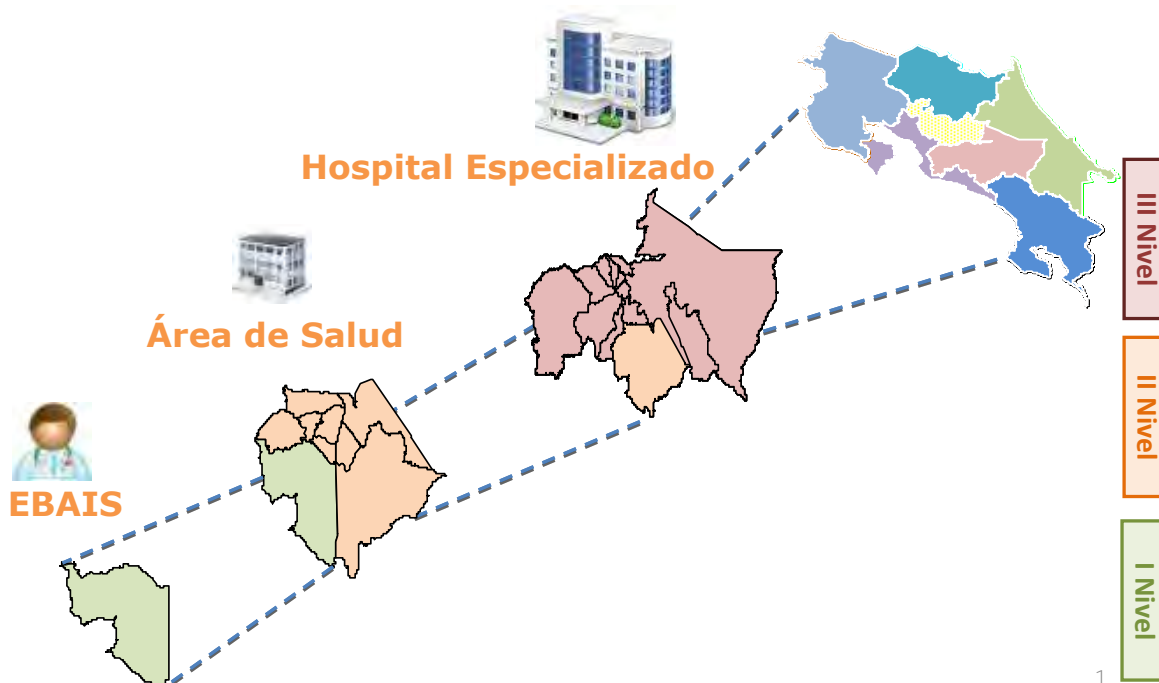 Hospital Especializado
Área de Salud
EBAIS
III Nivel
II Nivel
I Nivel
1